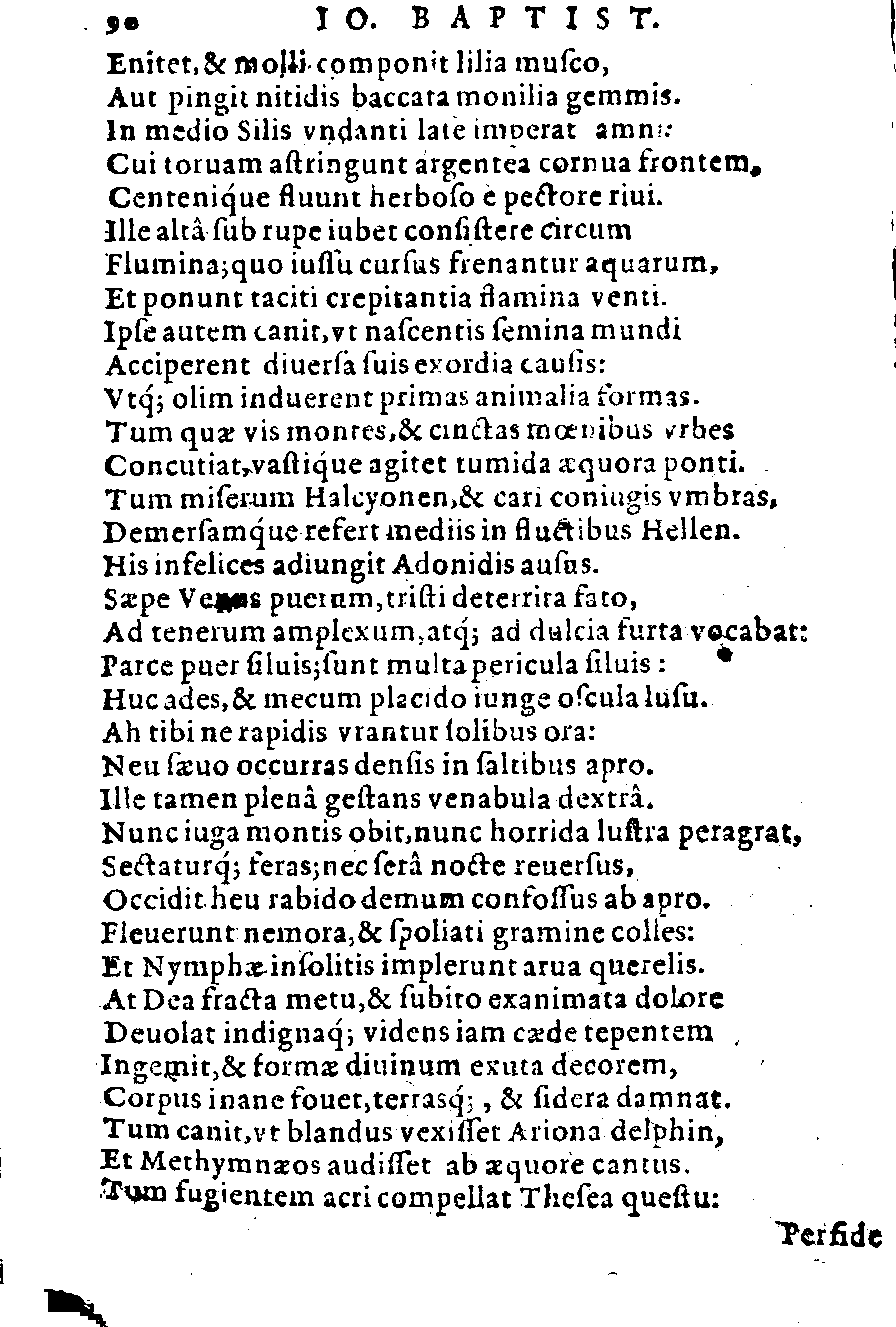 90 IO. BAPTIST.
Enitet, & molli componit lilia muſco,
Aut pingit nitidis baccata monilia gemmis.
In medio Silis vndanti latè imperat amni:
Cui toruam aſtringunt argentea cornua frontem,
Centeniq́ue fluunt herboſo è pectore riui.
Ille altâ ſub rupe iubet conſiſtere circum
Flumina; quo iuſſu curſus frenantur aquarum,
Et ponunt taciti crepitantia flamina venti.
Ipſe autem canit, vt naſcentis ſemina mundi
Acciperent diuerſa ſuis exordia cauſis:
Vtq́; olim induerent primas animalia formas.
Tum quæ vis montes, & cinctas mœnibus vrbes
Concutiat, vaſtiq́ue agitet tumida æquora ponti.
Tum miſerum Halcyonen, & cari coniugis vmbras,
Demerſamq́ue refert mediis in fluctibus Hellen.
His infelices adiungit Adonidis auſus.
Sæpe Venus puerum, triſti deterrita fato,
Ad tenerum amplexum, atq́; ad dulcia furta vocabat:
Parce puer ſiluis; ſunt multa pericula ſiluis:
Huc ades, & mecum placido iunge oſcula luſu.
Ah tibi ne rapidis vrantur ſolibus ora:
Neu ſæuo occurras denſis in ſaltibus apro.
Ille tamen plenâ geſtans venabula dextrâ.
Nunc iuga montis obit, nunc horrida luſtra peragrat,
Sectaturq́; feras; nec ſerâ nocte reuerſus,
Occidit heu rabido demum confoſſus ab apro.
Fleuerunt nemora, & ſpoliati gramine colles:
Et Nymphæ inſolitis implerunt arua querelis.
At Dea fracta metu, & ſubito exanimata dolore
Deuolat indignaq́; videns iam cæde tepentem
Ingemit, & formæ diuinum exuta decorem,
Corpus inane fouet, terrasq́;, & ſidera damnat.
Tum canit, vt blandus vexiſſet Ariona delphin,
Et Methymnæos audiſſet ab æquore cantus.
Tum fugientem acri compellat Theſea queſtu:
Perfide